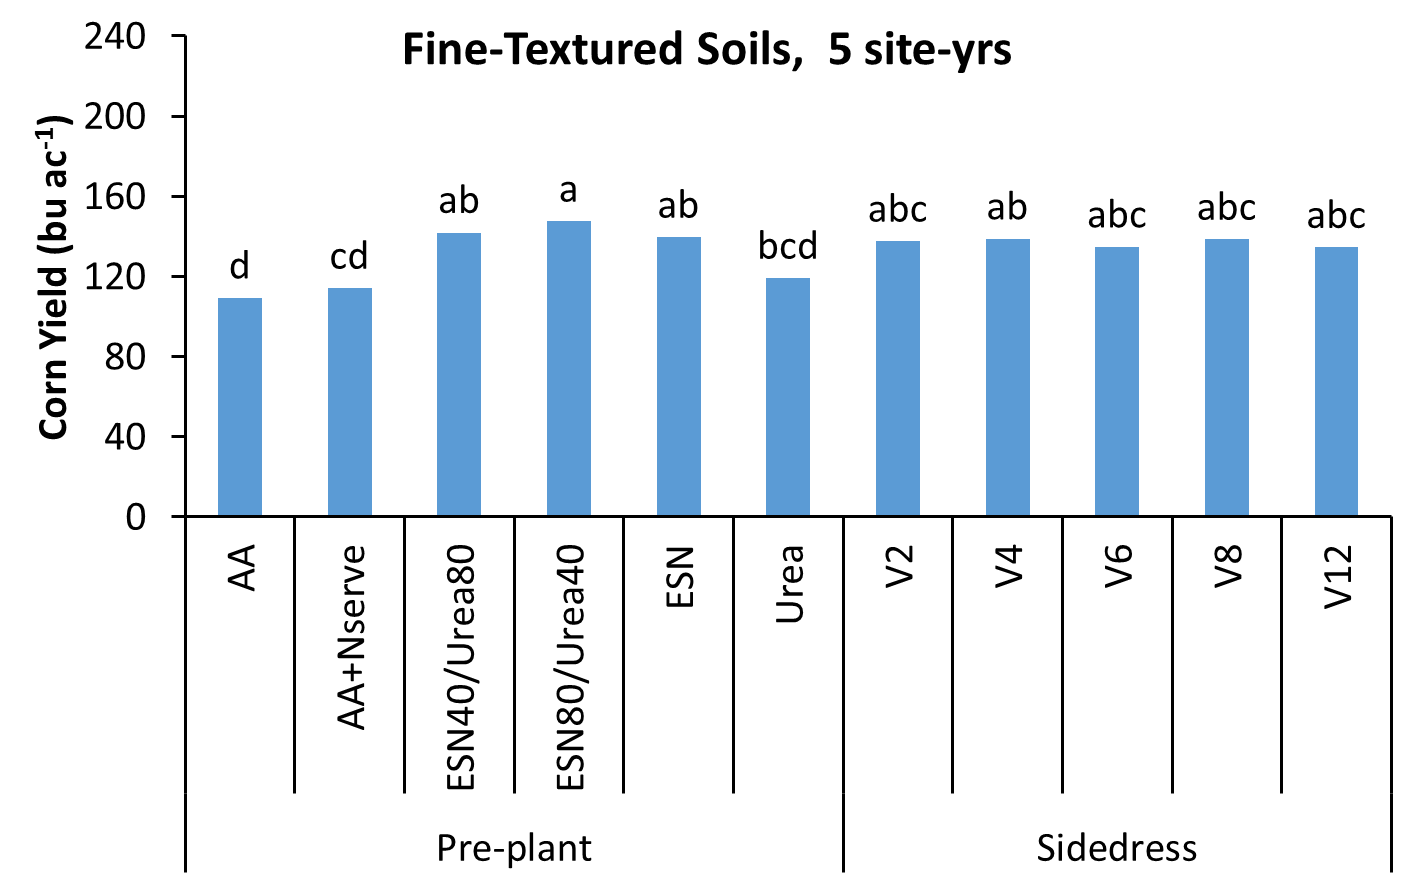 Fine-Textured Soils,  5 site-yrs
Corn Yield (bu ac-1)
240
200
160
120
80
40
0
d
cd
ab
a
ab
bcd
abc
ab
abc
abc
abc
AA
AA+Nserve
ESN40/Urea80
ESN80/Urea40
ESN
Urea
V2
V4
V6
V8
V12
Pre-plant
Sidedress